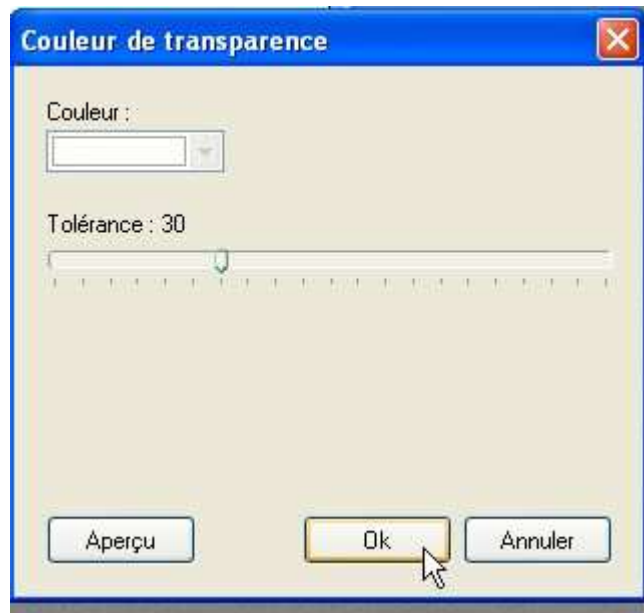 Couleur de transparence
Couleur :
Tolérance : 30
Aperçu
Ok
Annuler